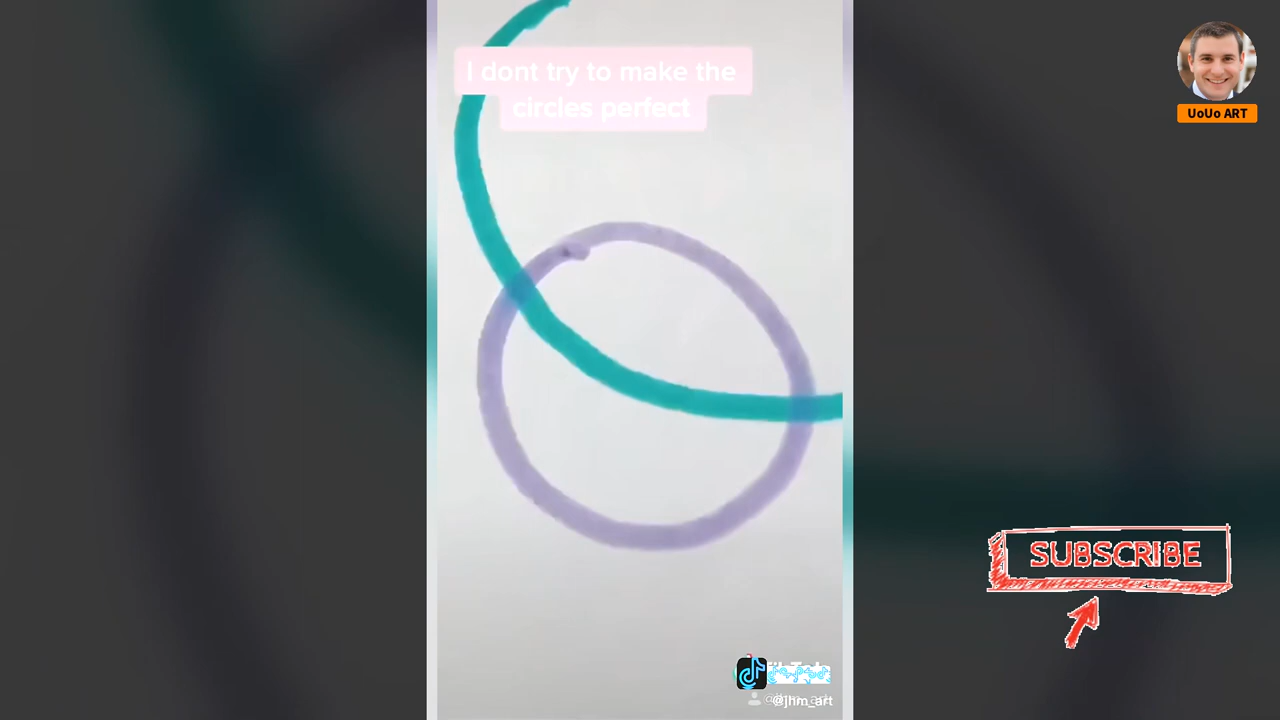 I dont try to make the
circles perfect
UoUo ART
SUBSCRIBE
@jhm_art